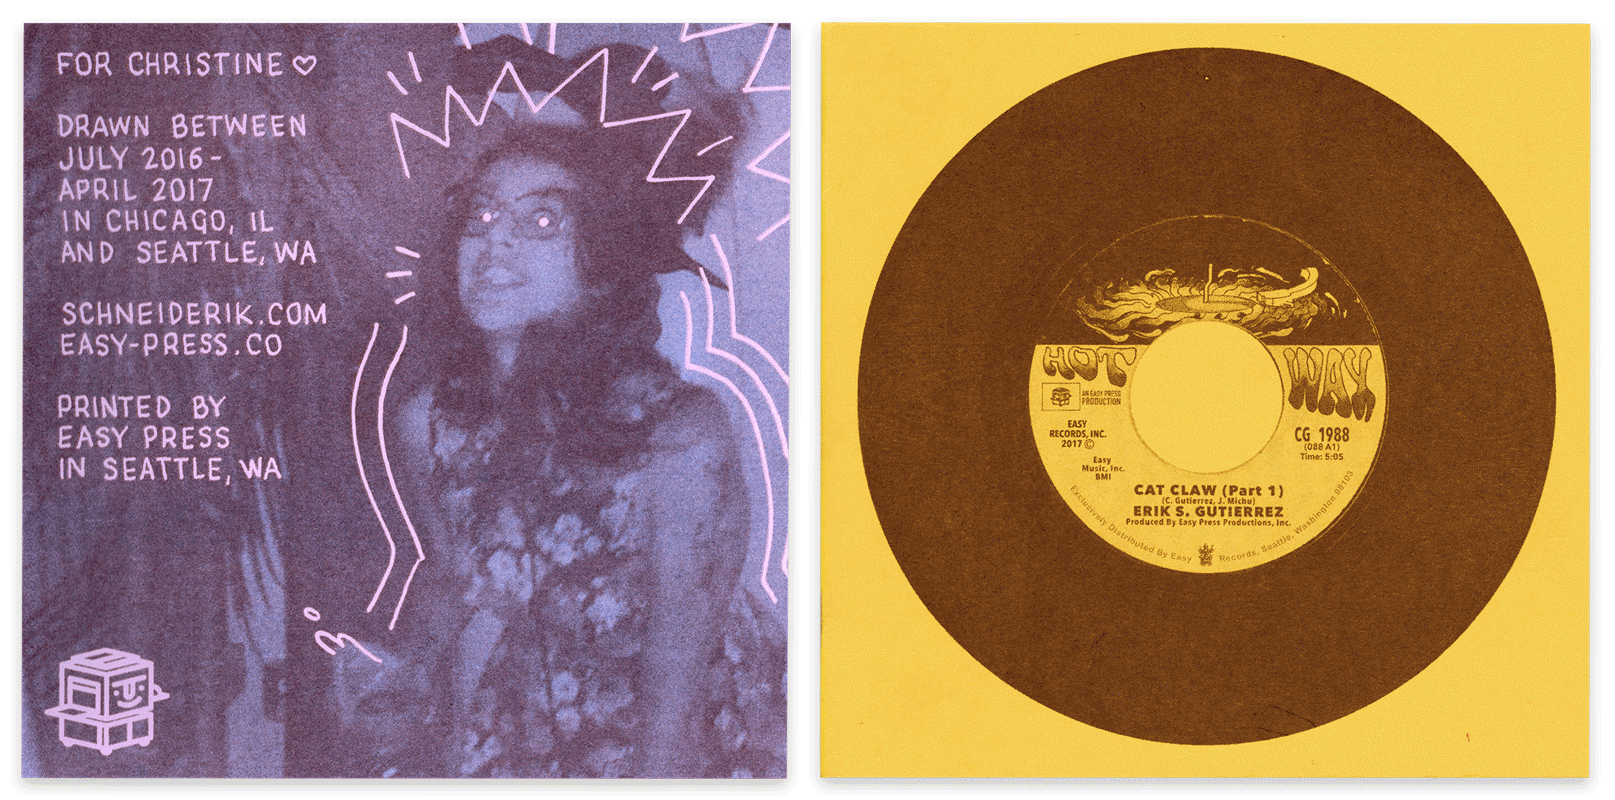 FOR CHRISTINE♡
DRAWN BETWEEN
JULY 2016-
APRIL 2017
IN CHICAGO, IL
AND SEATTLE, WA
SCHNEIDERIK.COM
EASY-PRESS.CO
PRINTED BY
EASY PRESS
IN SEATTLE, WA
HOT WAX
AN EASY PRESS
PRODUCTION
EASY
RECORDS, INC.
2017 ©
Easy
Music, Inc.
BMI
CG 1988
(088 A1)
Time: 5:05
CAT CLAW (Part 1)
(C. Gutierrez, J. Michu)
ERIK S. GUTIERREZ
Produced By Easy Press Productions, Inc.
Exclusively Distributed By Easy Records, Seattle, Washington 98103